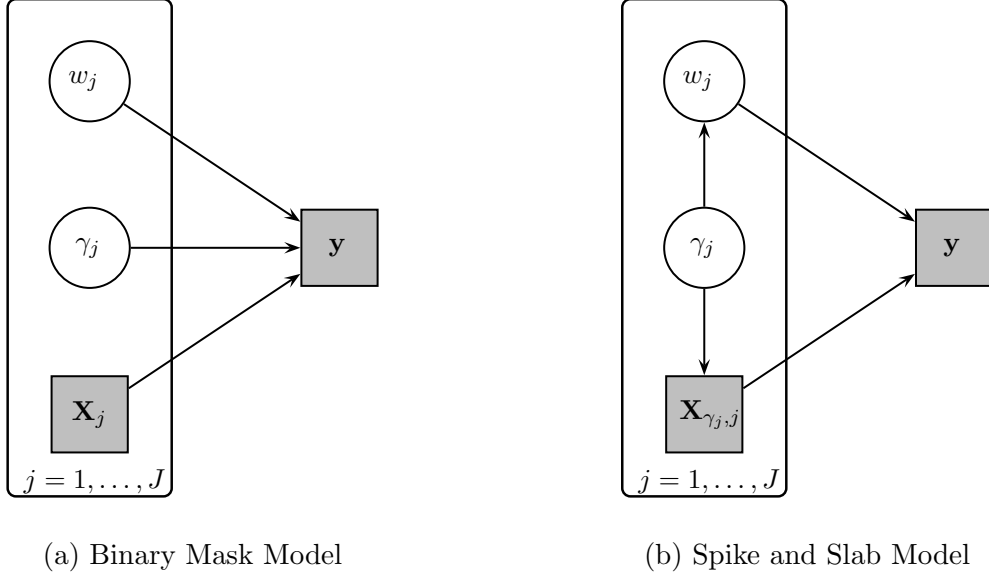 w_j
γ_j
y
X_j
j = 1, . . . , J
(a) Binary Mask Model
w_j
γ_j
y
X_{γ_j,j}
j = 1, . . . , J
(b) Spike and Slab Model